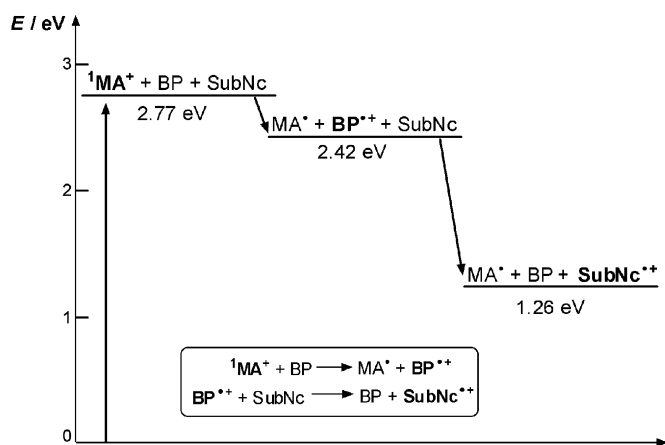 E / eV
3
¹MA⁺ + BP + SubNc
2.77 eV
MA• + BP•⁺ + SubNc
2.42 eV
2
MA• + BP + SubNc•⁺
1.26 eV
1
¹MA⁺ + BP ⟶ MA• + BP•⁺
BP•⁺ + SubNc ⟶ BP + SubNc•⁺
0